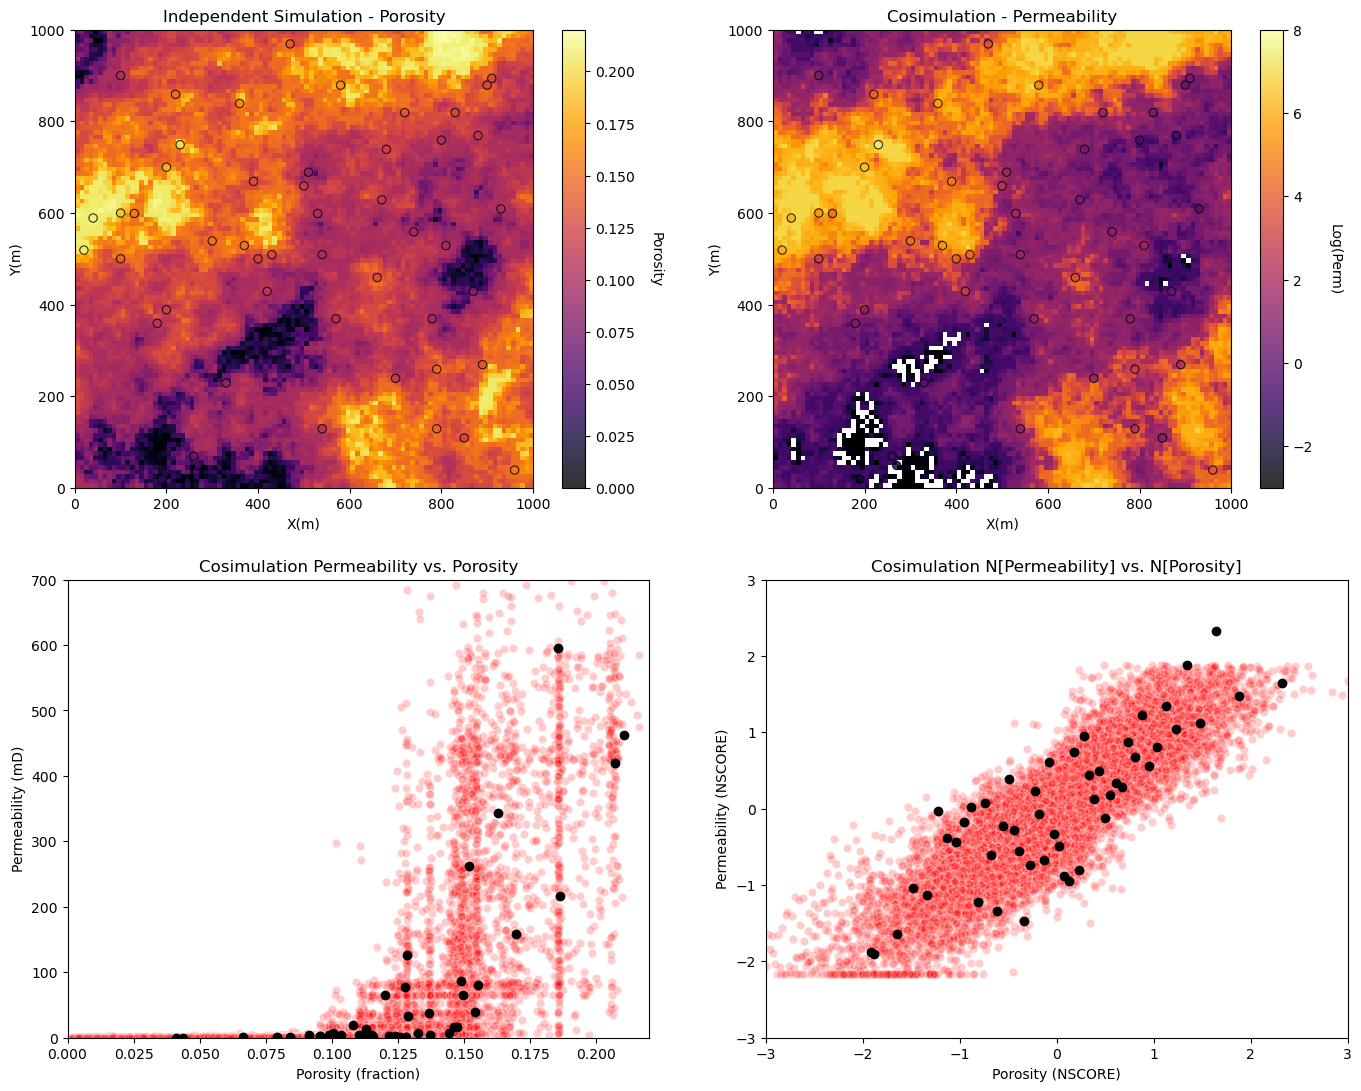 Independent Simulation - Porosity
1000
800
600
400
200
0
Y(m)
0 200 400 600 800 1000
X(m)
0.200
0.175
0.150
0.125
0.100
0.075
0.050
0.025
0.000
Porosity
Cosimulation - Permeability
1000
800
600
400
200
0
Y(m)
0 200 400 600 800 1000
X(m)
8
6
4
2
0
−2
Log(Perm)
Cosimulation Permeability vs. Porosity
700
600
500
400
300
200
100
0
Permeability (mD)
0.000 0.025 0.050 0.075 0.100 0.125 0.150 0.175 0.200
Porosity (fraction)
Cosimulation N[Permeability] vs. N[Porosity]
3
2
1
0
−1
−2
−3
Permeability (NSCORE)
−3 −2 −1 0 1 2 3
Porosity (NSCORE)